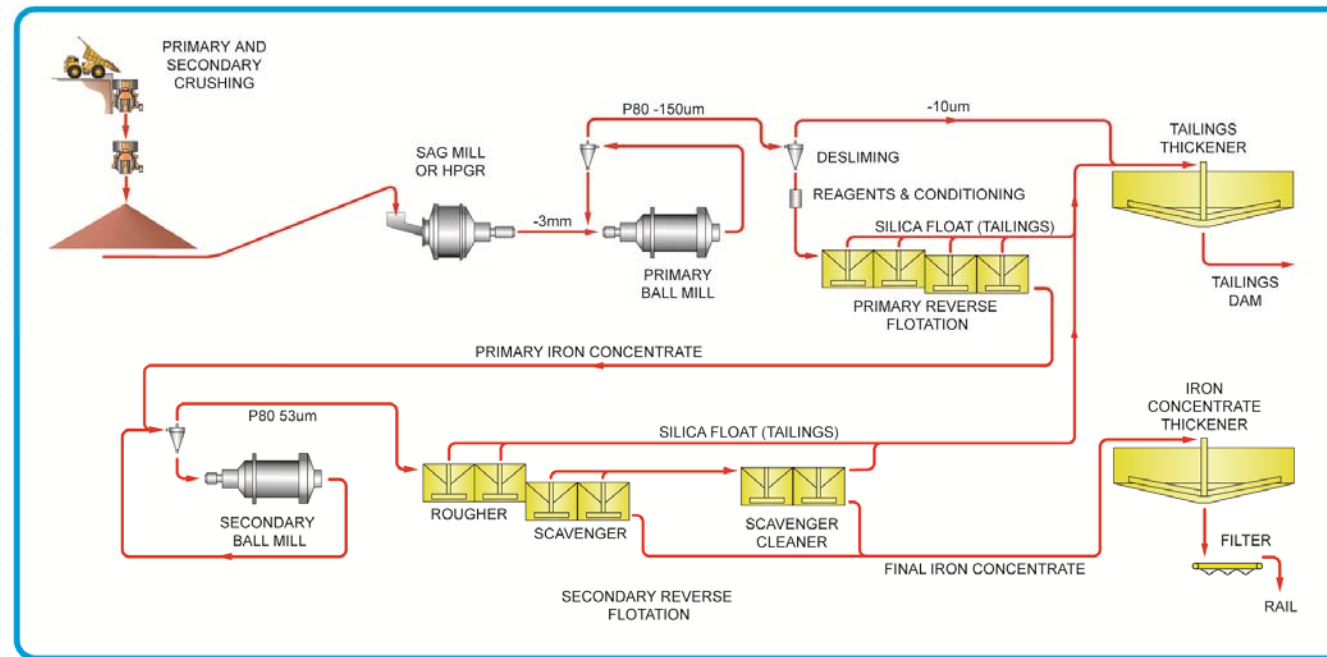 PRIMARY AND
SECONDARY
CRUSHING
SAG MILL
OR HPGR
-3mm
P80 -150um
PRIMARY
BALL MILL
-10um
DESLIMING
REAGENTS & CONDITIONING
SILICA FLOAT (TAILINGS)
PRIMARY REVERSE
FLOTATION
TAILINGS
THICKENER
TAILINGS
DAM
PRIMARY IRON CONCENTRATE
P80 53um
SECONDARY
BALL MILL
SILICA FLOAT (TAILINGS)
ROUGHER
SCAVENGER
SCAVENGER
CLEANER
SECONDARY REVERSE
FLOTATION
FINAL IRON CONCENTRATE
IRON
CONCENTRATE
THICKENER
FILTER
RAIL